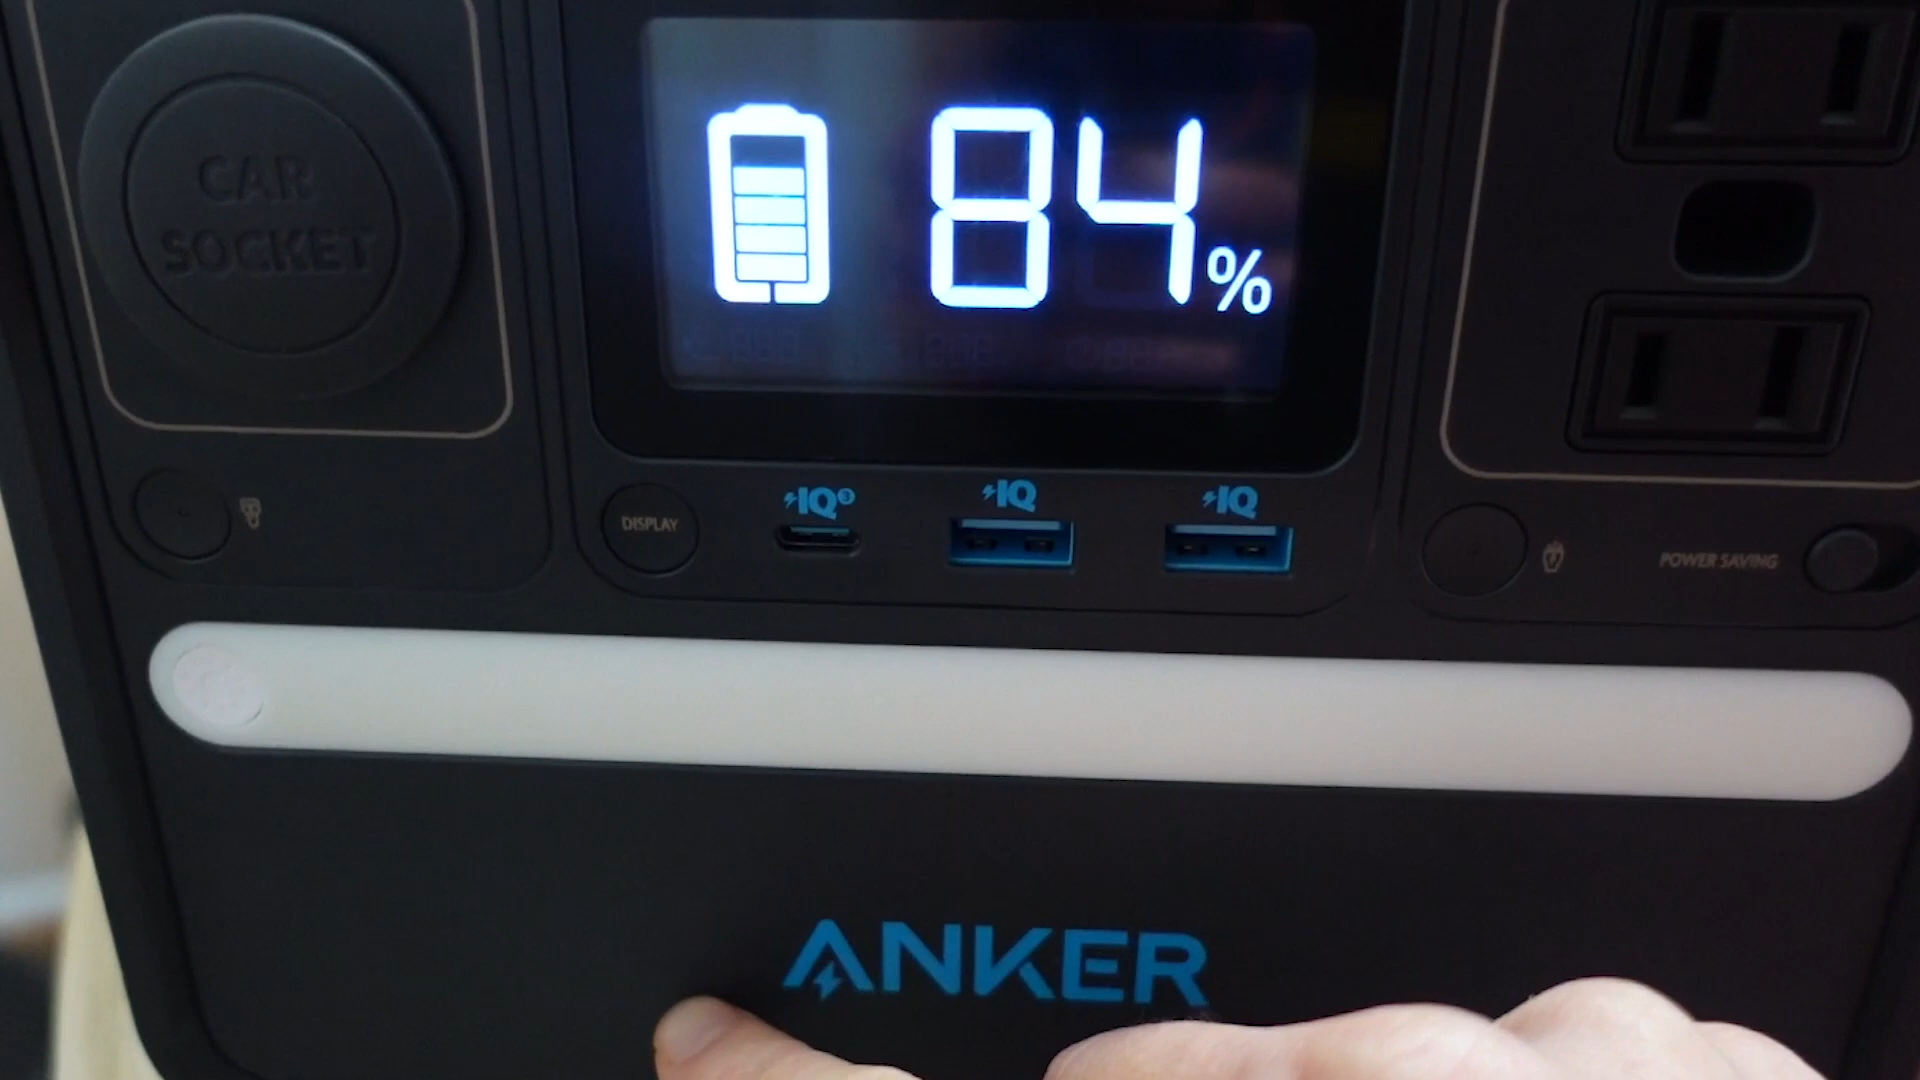 CAR
SOCKET
84%
DISPLAY
IQ3
IQ
IQ
POWER SAVING
ANKER